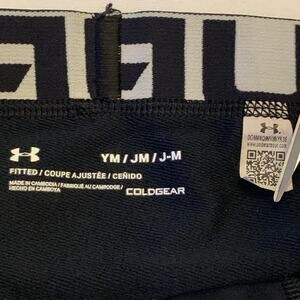 YM / JM / J-M
FITTED / COUPE AJUSTÉE / CEÑIDO
MADE IN CAMBODIA / FABRIQUÉ AU CAMBODGE /
HECHO EN CAMBOYA
COLDGEAR